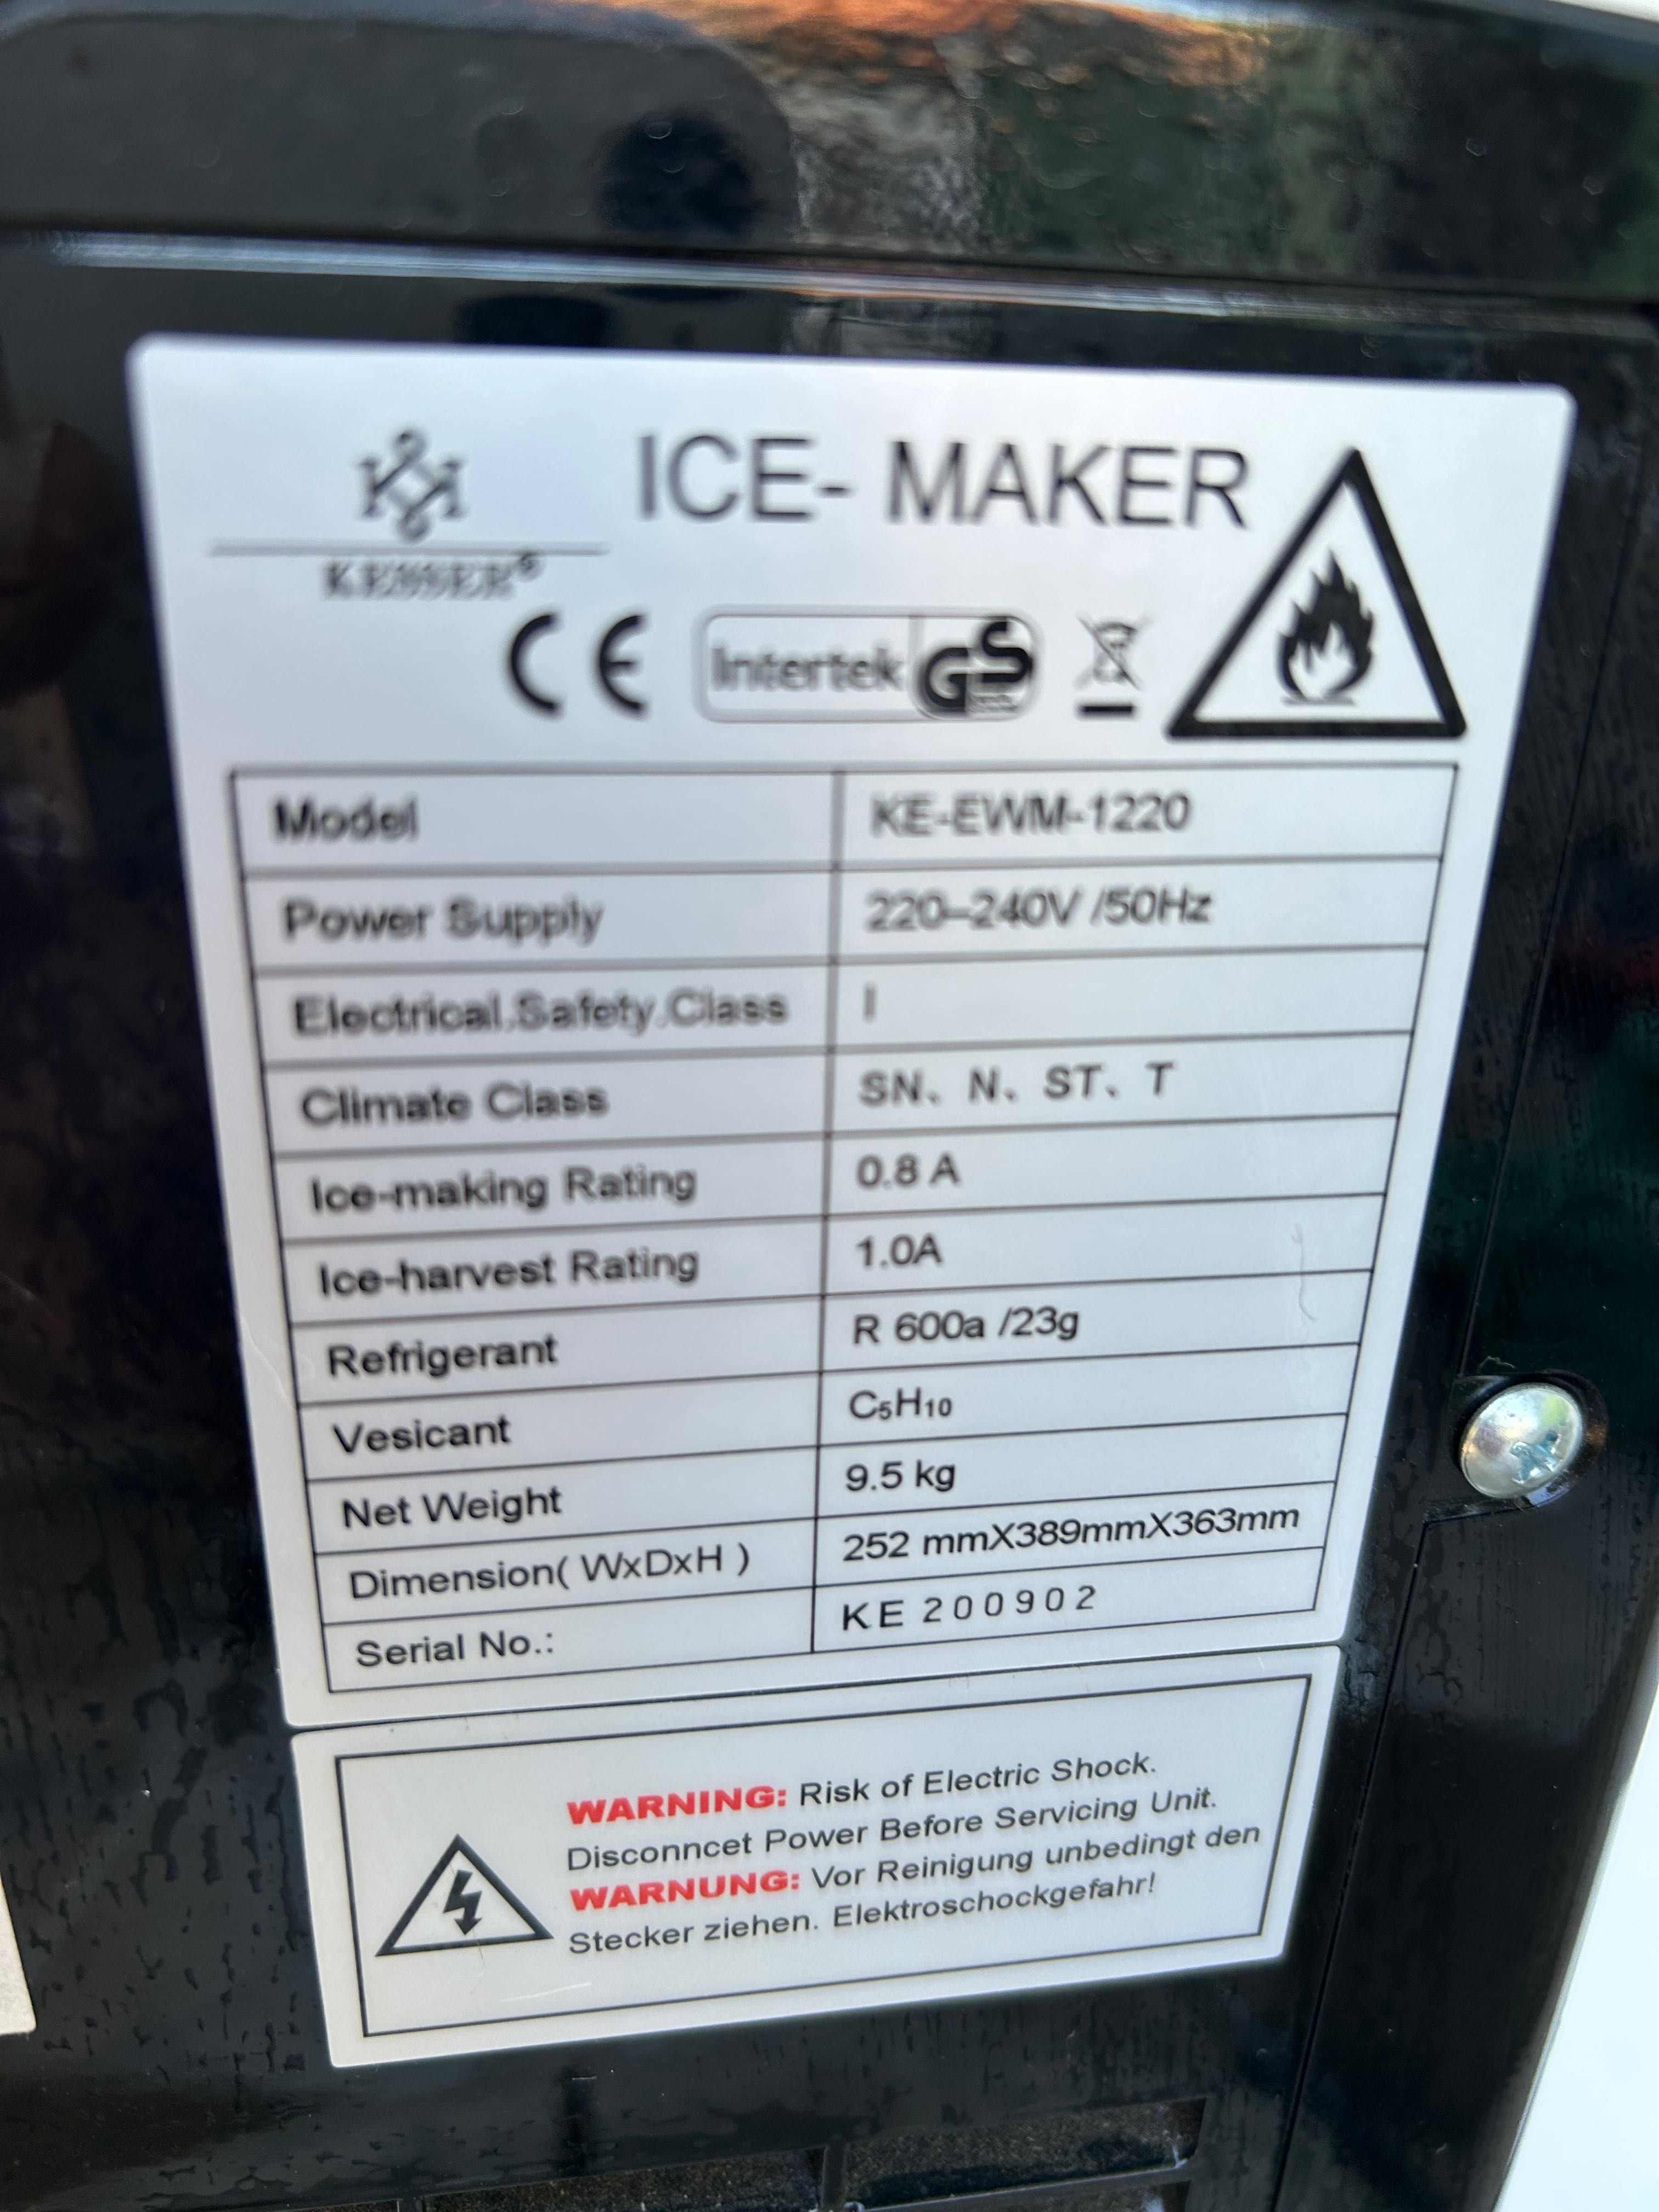 ICE- MAKER
KESSER®
CE Intertek GS
Model KE-EWM-1220
Power Supply 220–240V /50Hz
Electrical.Safety.Class I
Climate Class SN、N、ST、T
Ice-making Rating 0.8 A
Ice-harvest Rating 1.0A
Refrigerant R 600a /23g
Vesicant C₅H₁₀
Net Weight 9.5 kg
Dimension( WxDxH ) 252 mmX389mmX363mm
Serial No.: KE 200902
WARNING: Risk of Electric Shock.
Disconncet Power Before Servicing Unit.
WARNUNG: Vor Reinigung unbedingt den
Stecker ziehen. Elektroschockgefahr!